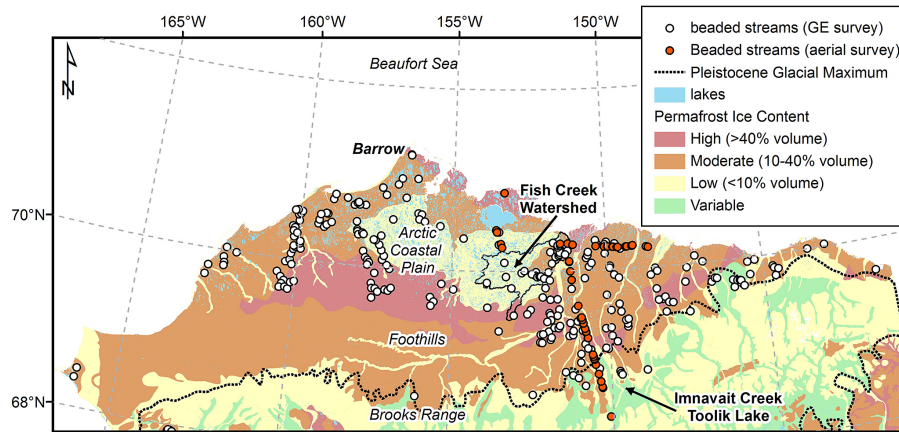 165°W
160°W
155°W
150°W
Beaufort Sea
N
Barrow
Fish Creek
Watershed
70°N
Arctic
Coastal
Plain
Foothills
Imnavait Creek
Toolik Lake
68°N
Brooks Range
beaded streams (GE survey)
Beaded streams (aerial survey)
Pleistocene Glacial Maximum
lakes
Permafrost Ice Content
High (>40% volume)
Moderate (10-40% volume)
Low (<10% volume)
Variable